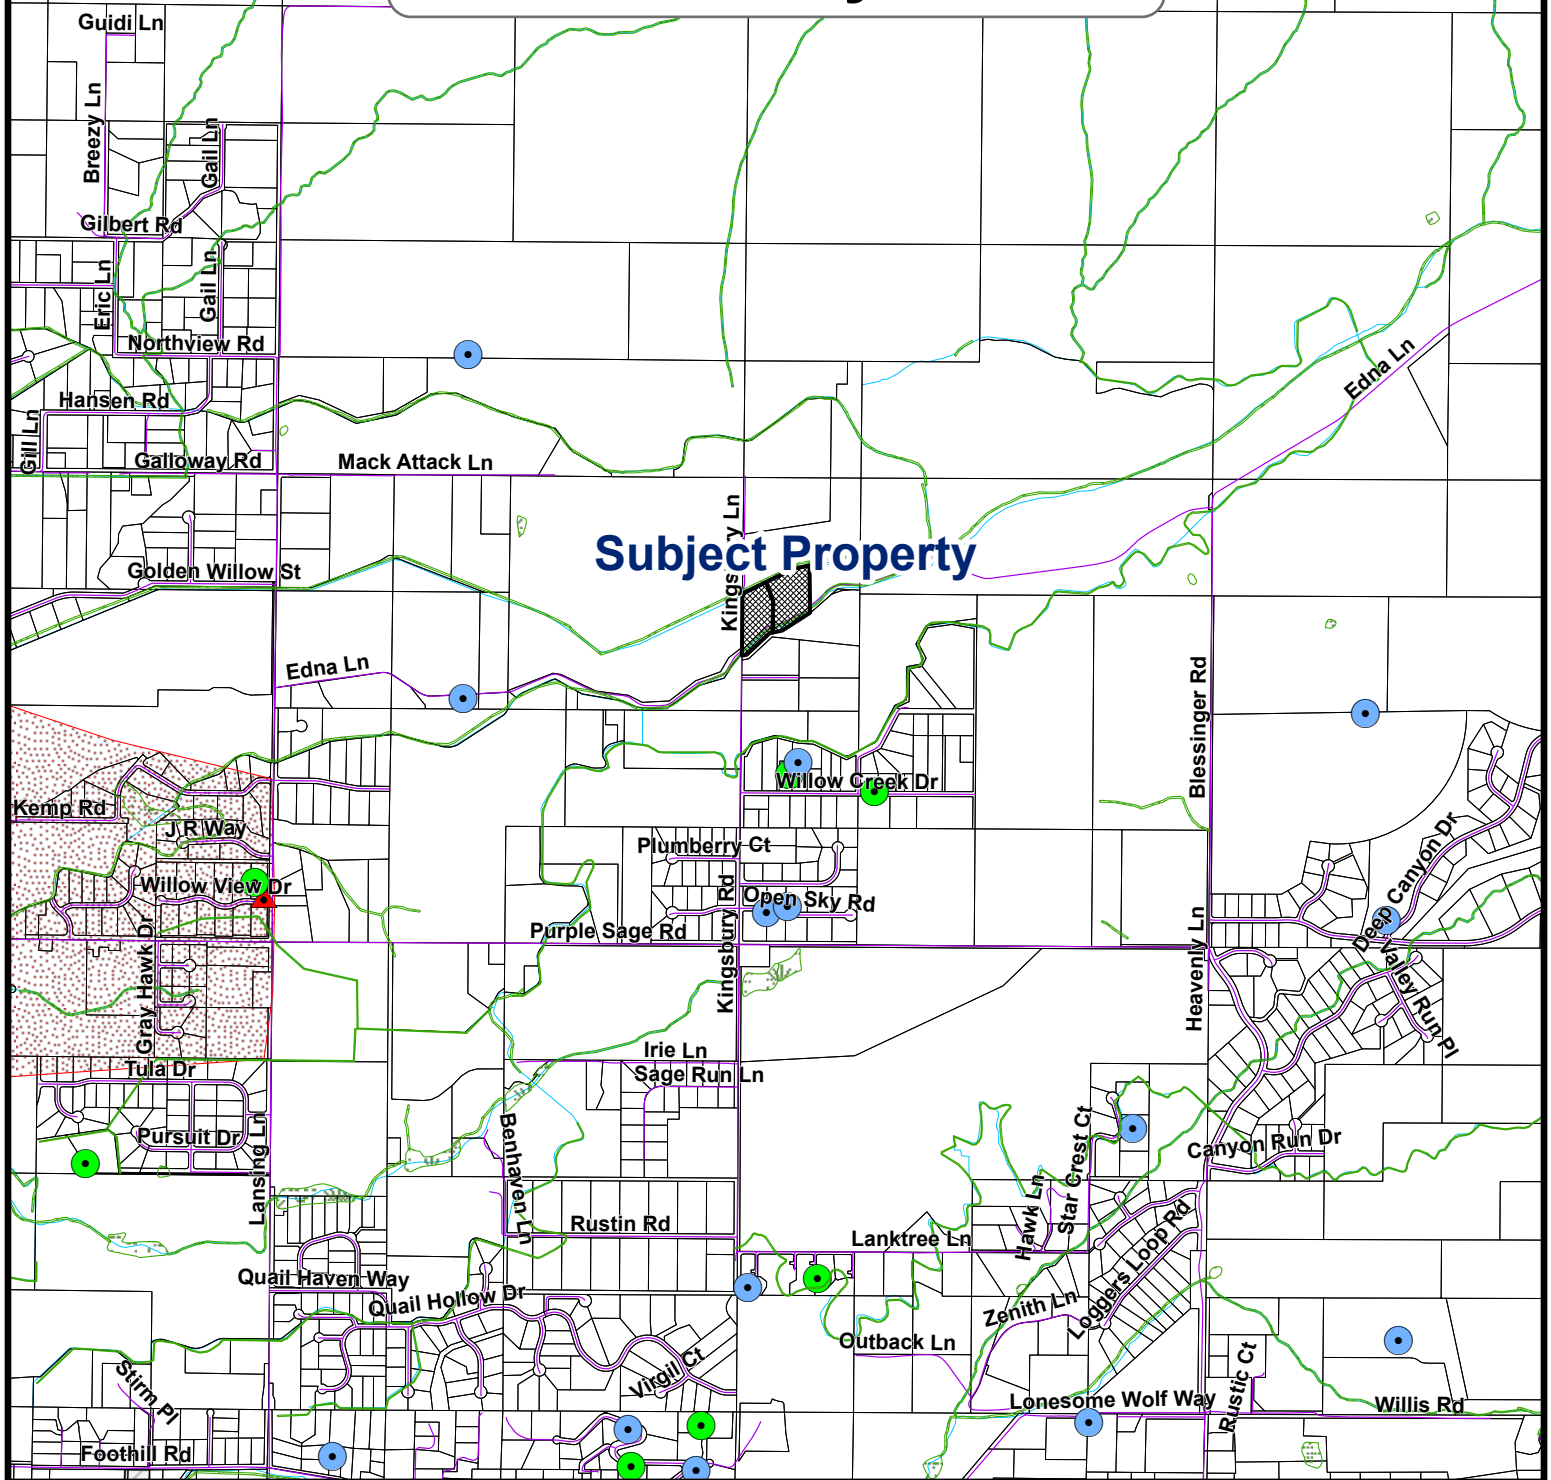 Guidi Ln
Breezy Ln
Gail Ln
Gilbert Rd
Eric Ln
Gail Ln
Northview Rd
Hansen Rd
Gill Ln
Galloway Rd
Mack Attack Ln
Edna Ln
Subject Property
Golden Willow St
Edna Ln
Blessinger Rd
Willow Creek Dr
Kemp Rd
J R Way
Plumberry Ct
Willow View Dr
Open Sky Rd
Kingsbury Rd
Purple Sage Rd
Deep Canyon Dr
Gray Hawk Dr
Heavenly Ln
Valley Run Pl
Irie Ln
Tula Dr
Sage Run Ln
Pursuit Dr
Lansing Ln
Benhaven Ln
Star Crest Ct
Canyon Run Dr
Hawk Ln
Rustin Rd
Lanktree Ln
Loggers Loop Rd
Quail Haven Way
Quail Hollow Dr
Zenith Ln
Outback Ln
Virgil Ct
Stirm Pl
Rustic Ct
Lonesome Wolf Way
Willis Rd
Foothill Rd